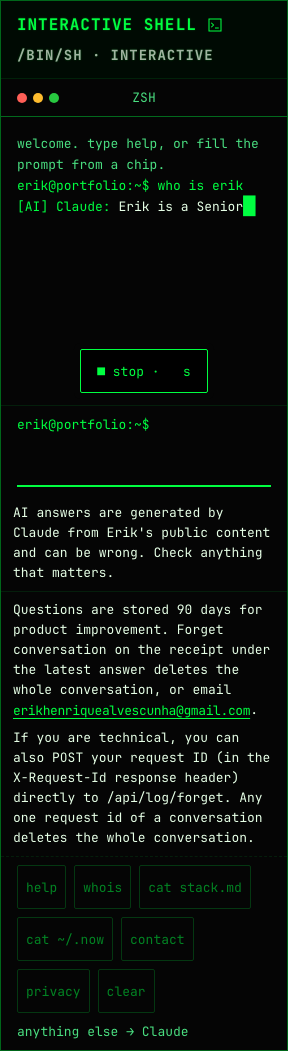 INTERACTIVE SHELL
/BIN/SH · INTERACTIVE
ZSH
welcome. type help, or fill the
prompt from a chip.
erik@portfolio:~$ who is erik
[AI] Claude: Erik is a Senior
stop · s
erik@portfolio:~$
AI answers are generated by
Claude from Erik's public content
and can be wrong. Check anything
that matters.
Questions are stored 90 days for
product improvement. Forget
conversation on the receipt under
the latest answer deletes the
whole conversation, or email
erikhenriquealvescunha@gmail.com.
If you are technical, you can
also POST your request ID (in the
X-Request-Id response header)
directly to /api/log/forget. Any
one request id of a conversation
deletes the whole conversation.
help whois cat stack.md
cat ~/.now contact
privacy clear
anything else → Claude